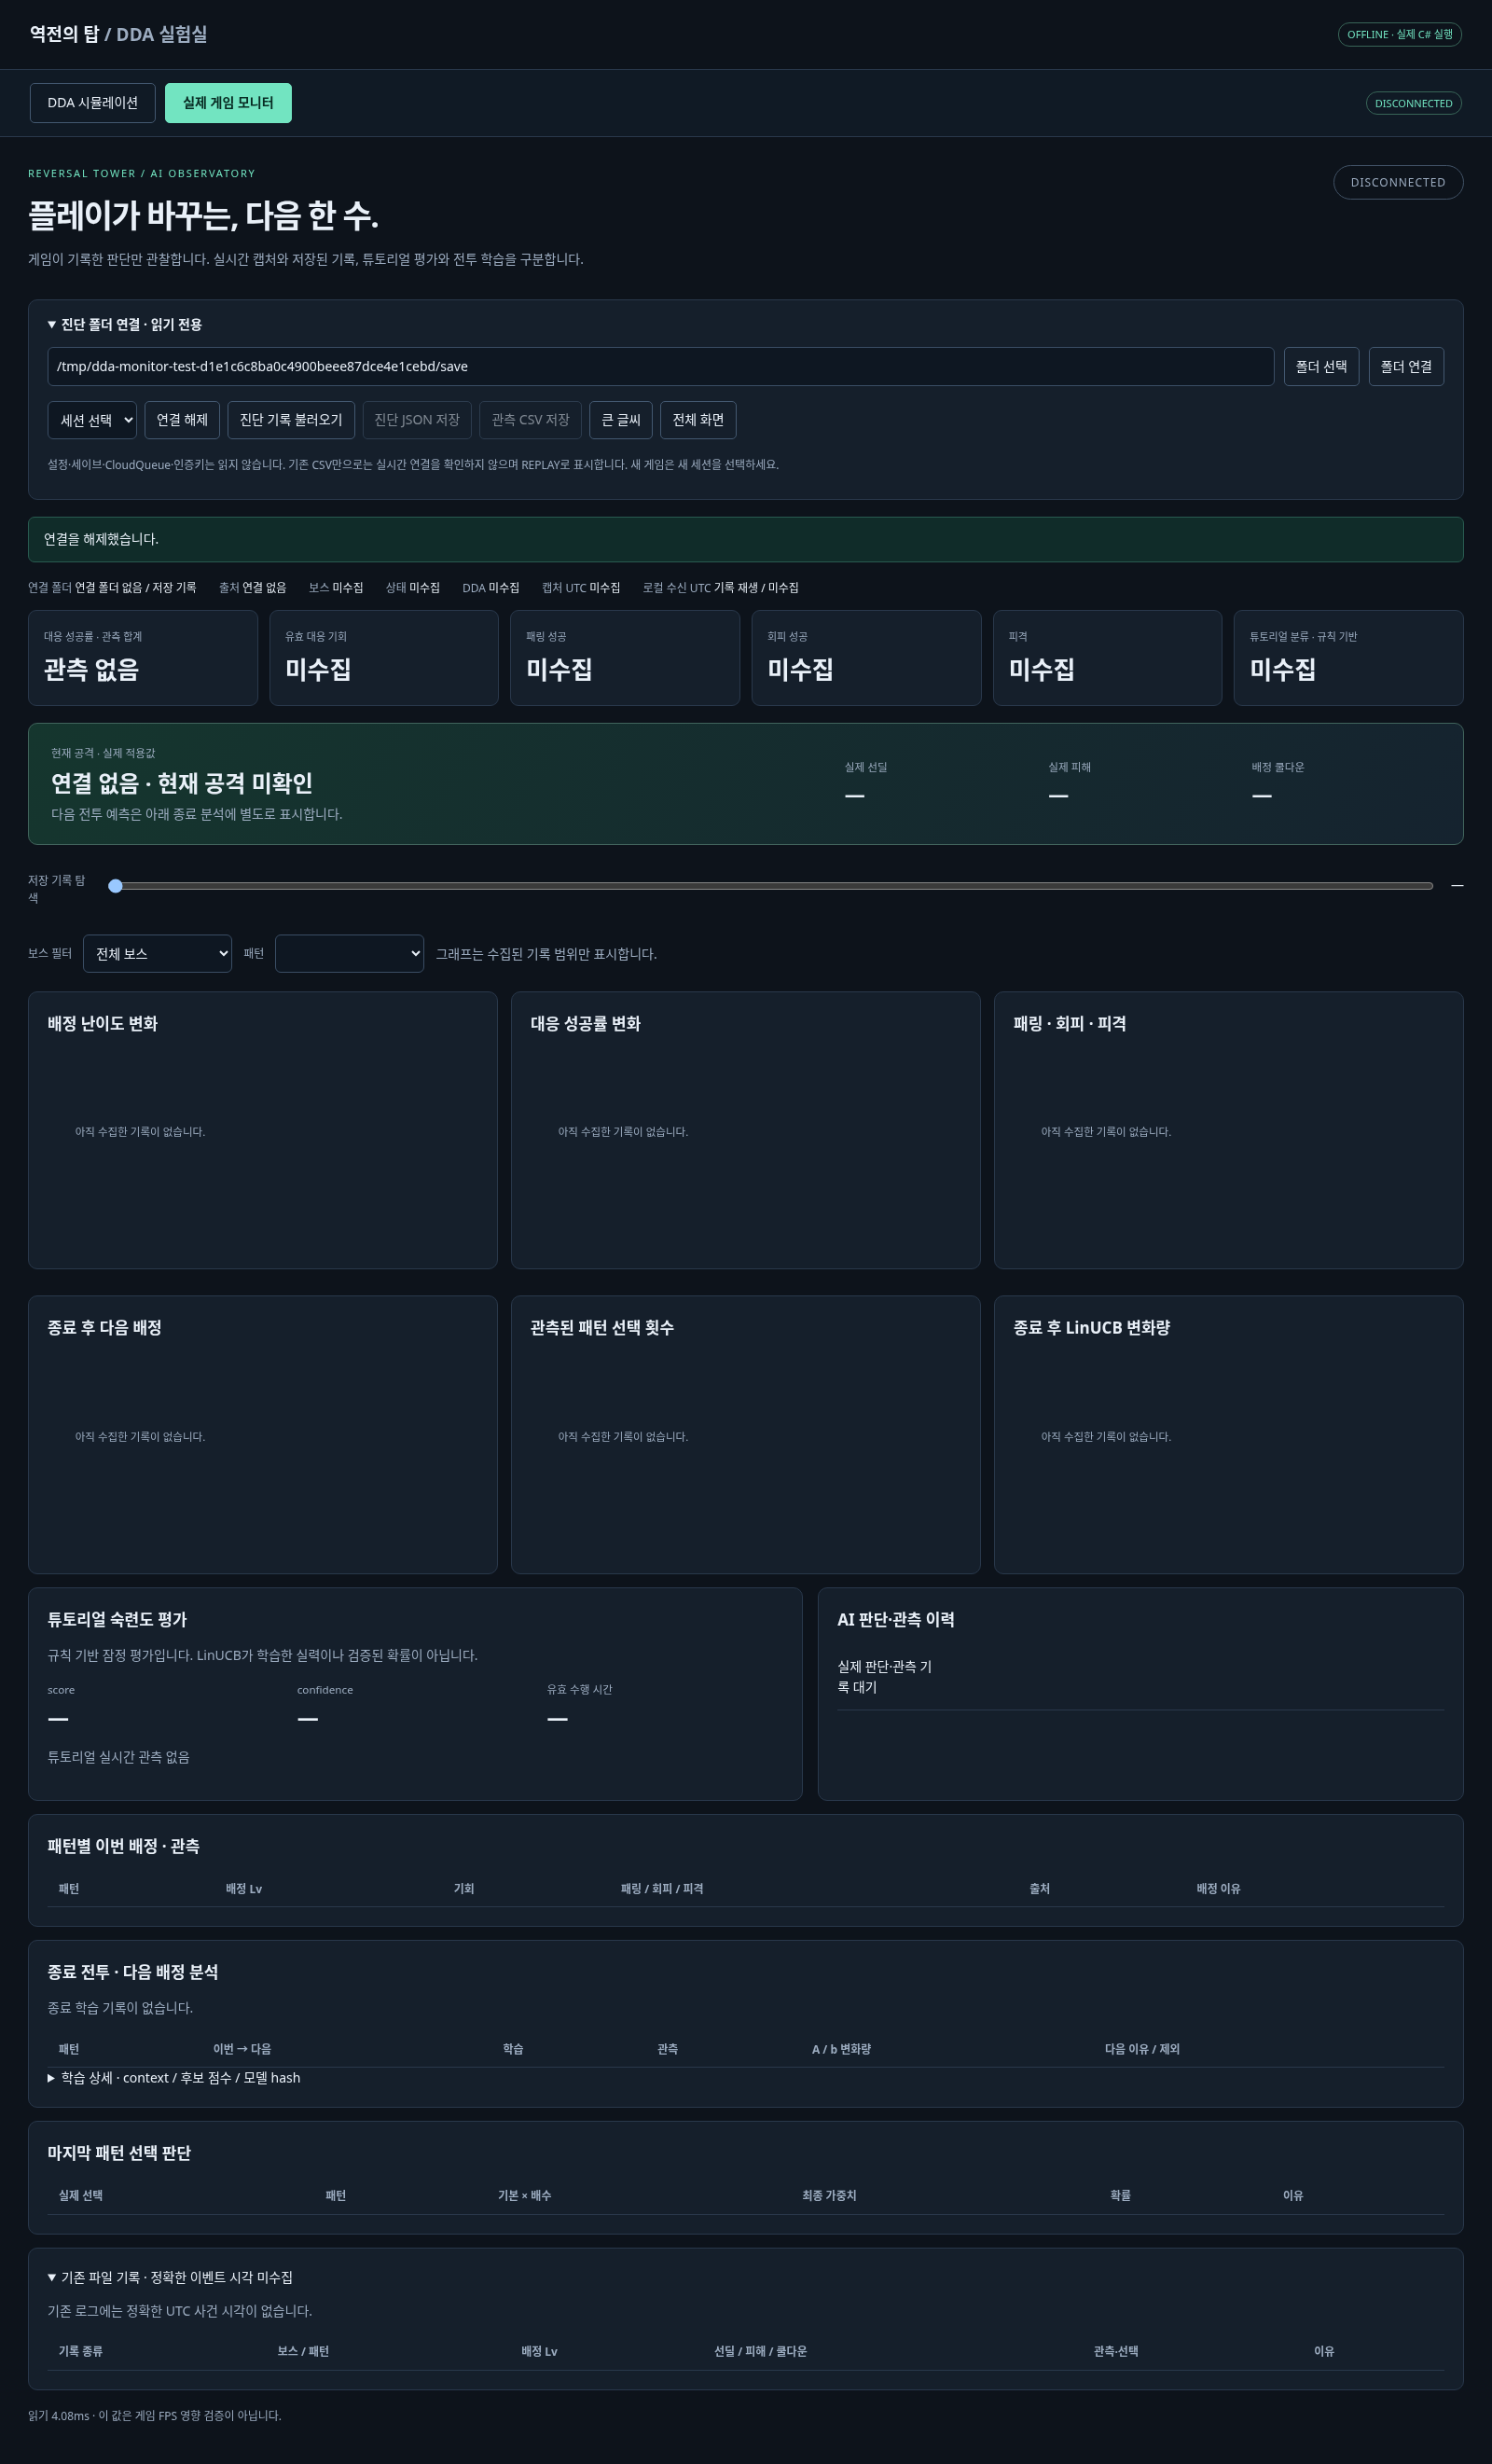 역전의 탑 / DDA 실험실
OFFLINE · 실제 C# 실행
DDA 시뮬레이션
실제 게임 모니터
DISCONNECTED
REVERSAL TOWER / AI OBSERVATORY
DISCONNECTED
플레이가 바꾸는, 다음 한 수.
게임이 기록한 판단만 관찰합니다. 실시간 캡처와 저장된 기록, 튜토리얼 평가와 전투 학습을 구분합니다.
▼ 진단 폴더 연결 · 읽기 전용
/tmp/dda-monitor-test-d1e1c6c8ba0c4900beee87dce4e1cebd/save
폴더 선택
폴더 연결
세션 선택
연결 해제
진단 기록 불러오기
진단 JSON 저장
관측 CSV 저장
큰 글씨
전체 화면
설정·세이브·CloudQueue·인증키는 읽지 않습니다. 기존 CSV만으로는 실시간 연결을 확인하지 않으며 REPLAY로 표시합니다. 새 게임은 새 세션을 선택하세요.
연결을 해제했습니다.
연결 폴더 연결 폴더 없음 / 저장 기록 출처 연결 없음 보스 미수집 상태 미수집 DDA 미수집 캡처 UTC 미수집 로컬 수신 UTC 기록 재생 / 미수집
대응 성공률 · 관측 합계
관측 없음
유효 대응 기회
미수집
패링 성공
미수집
회피 성공
미수집
피격
미수집
튜토리얼 분류 · 규칙 기반
미수집
현재 공격 · 실제 적용값
연결 없음 · 현재 공격 미확인
다음 전투 예측은 아래 종료 분석에 별도로 표시합니다.
실제 선딜
—
실제 피해
—
배정 쿨다운
—
저장 기록 탐
색
—
보스 필터
전체 보스
패턴
그래프는 수집된 기록 범위만 표시합니다.
배정 난이도 변화
아직 수집한 기록이 없습니다.
대응 성공률 변화
아직 수집한 기록이 없습니다.
패링 · 회피 · 피격
아직 수집한 기록이 없습니다.
종료 후 다음 배정
아직 수집한 기록이 없습니다.
관측된 패턴 선택 횟수
아직 수집한 기록이 없습니다.
종료 후 LinUCB 변화량
아직 수집한 기록이 없습니다.
튜토리얼 숙련도 평가
규칙 기반 잠정 평가입니다. LinUCB가 학습한 실력이나 검증된 확률이 아닙니다.
score
—
confidence
—
유효 수행 시간
—
튜토리얼 실시간 관측 없음
AI 판단·관측 이력
실제 판단·관측 기
록 대기
패턴별 이번 배정 · 관측
패턴 배정 Lv 기회 패링 / 회피 / 피격 출처 배정 이유
종료 전투 · 다음 배정 분석
종료 학습 기록이 없습니다.
패턴 이번 → 다음 학습 관측 A / b 변화량 다음 이유 / 제외
▶ 학습 상세 · context / 후보 점수 / 모델 hash
마지막 패턴 선택 판단
실제 선택 패턴 기본 × 배수 최종 가중치 확률 이유
▼ 기존 파일 기록 · 정확한 이벤트 시각 미수집
기존 로그에는 정확한 UTC 사건 시각이 없습니다.
기록 종류 보스 / 패턴 배정 Lv 선딜 / 피해 / 쿨다운 관측·선택 이유
읽기 4.08ms · 이 값은 게임 FPS 영향 검증이 아닙니다.